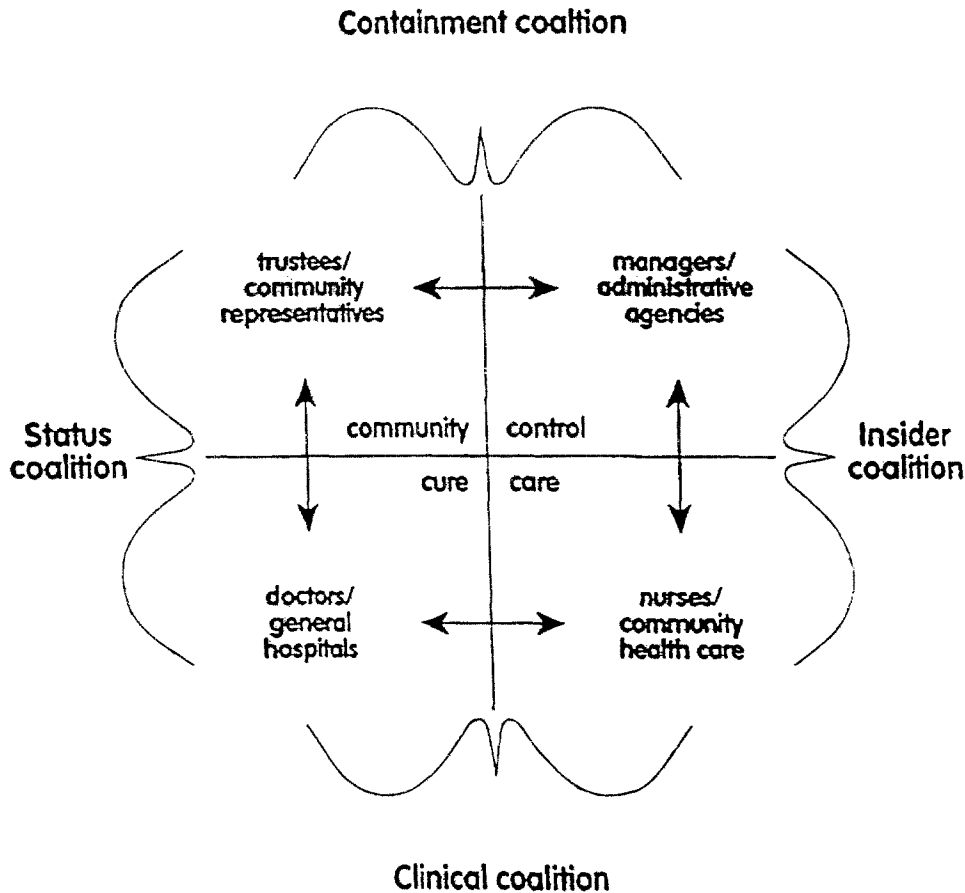 Containment coalition
trustees/
community
representatives
managers/
administrative
agencies
Status
coalition
community
control
Insider
coalition
cure
care
doctors/
general
hospitals
nurses/
community
health care
Clinical coalition